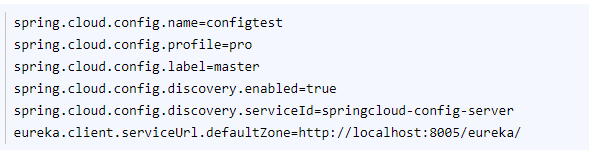 spring.cloud.config.name=configtest
spring.cloud.config.profile=pro
spring.cloud.config.label=master
spring.cloud.config.discovery.enabled=true
spring.cloud.config.discovery.serviceId=springcloud-config-server
eureka.client.serviceUrl.defaultZone=http://localhost:8005/eureka/